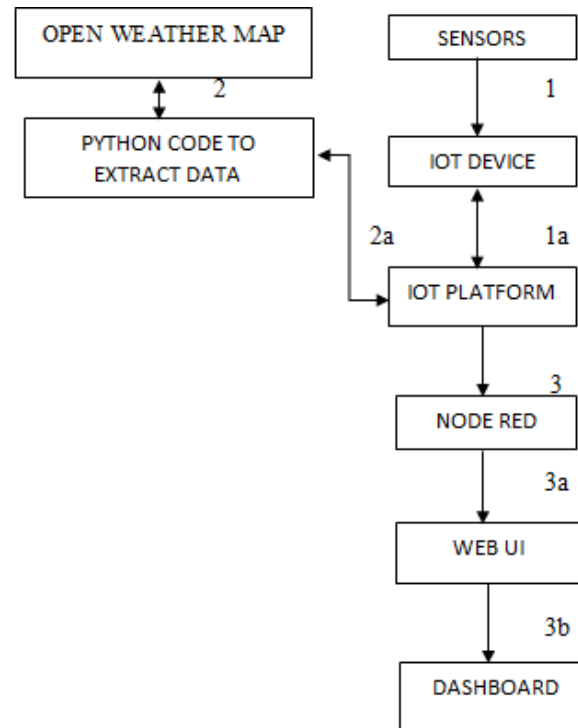 OPEN WEATHER MAP
2
PYTHON CODE TO
EXTRACT DATA
2a
SENSORS
1
IOT DEVICE
1a
IOT PLATFORM
3
NODE RED
3a
WEB UI
3b
DASHBOARD